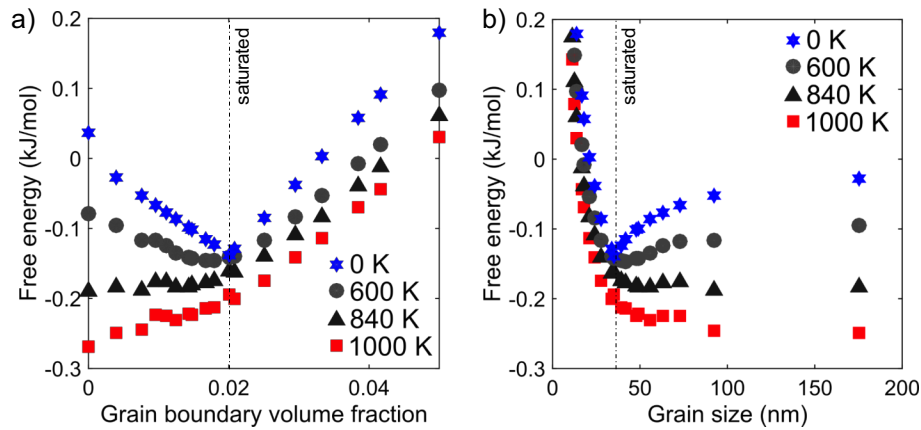 a)
Free energy (kJ/mol)
0.2
0.1
0
-0.1
-0.2
-0.3
saturated
0 K
600 K
840 K
1000 K
0
0.02
0.04
Grain boundary volume fraction
b)
Free energy (kJ/mol)
0.2
0.1
0
-0.1
-0.2
-0.3
saturated
0 K
600 K
840 K
1000 K
0
50
100
150
200
Grain size (nm)